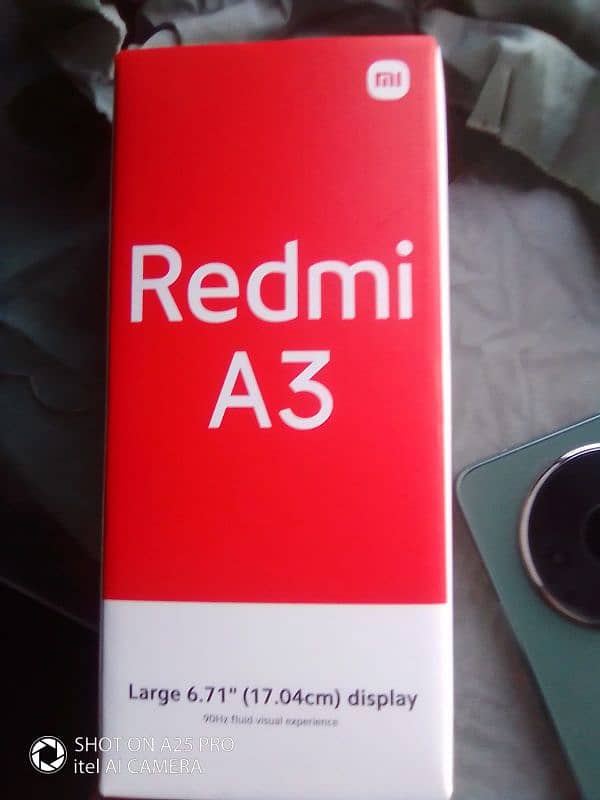 mi
Redmi
A3
Large 6.71" (17.04cm) display
90Hz fluid visual experience
SHOT ON A25 PRO
itel AI CAMERA